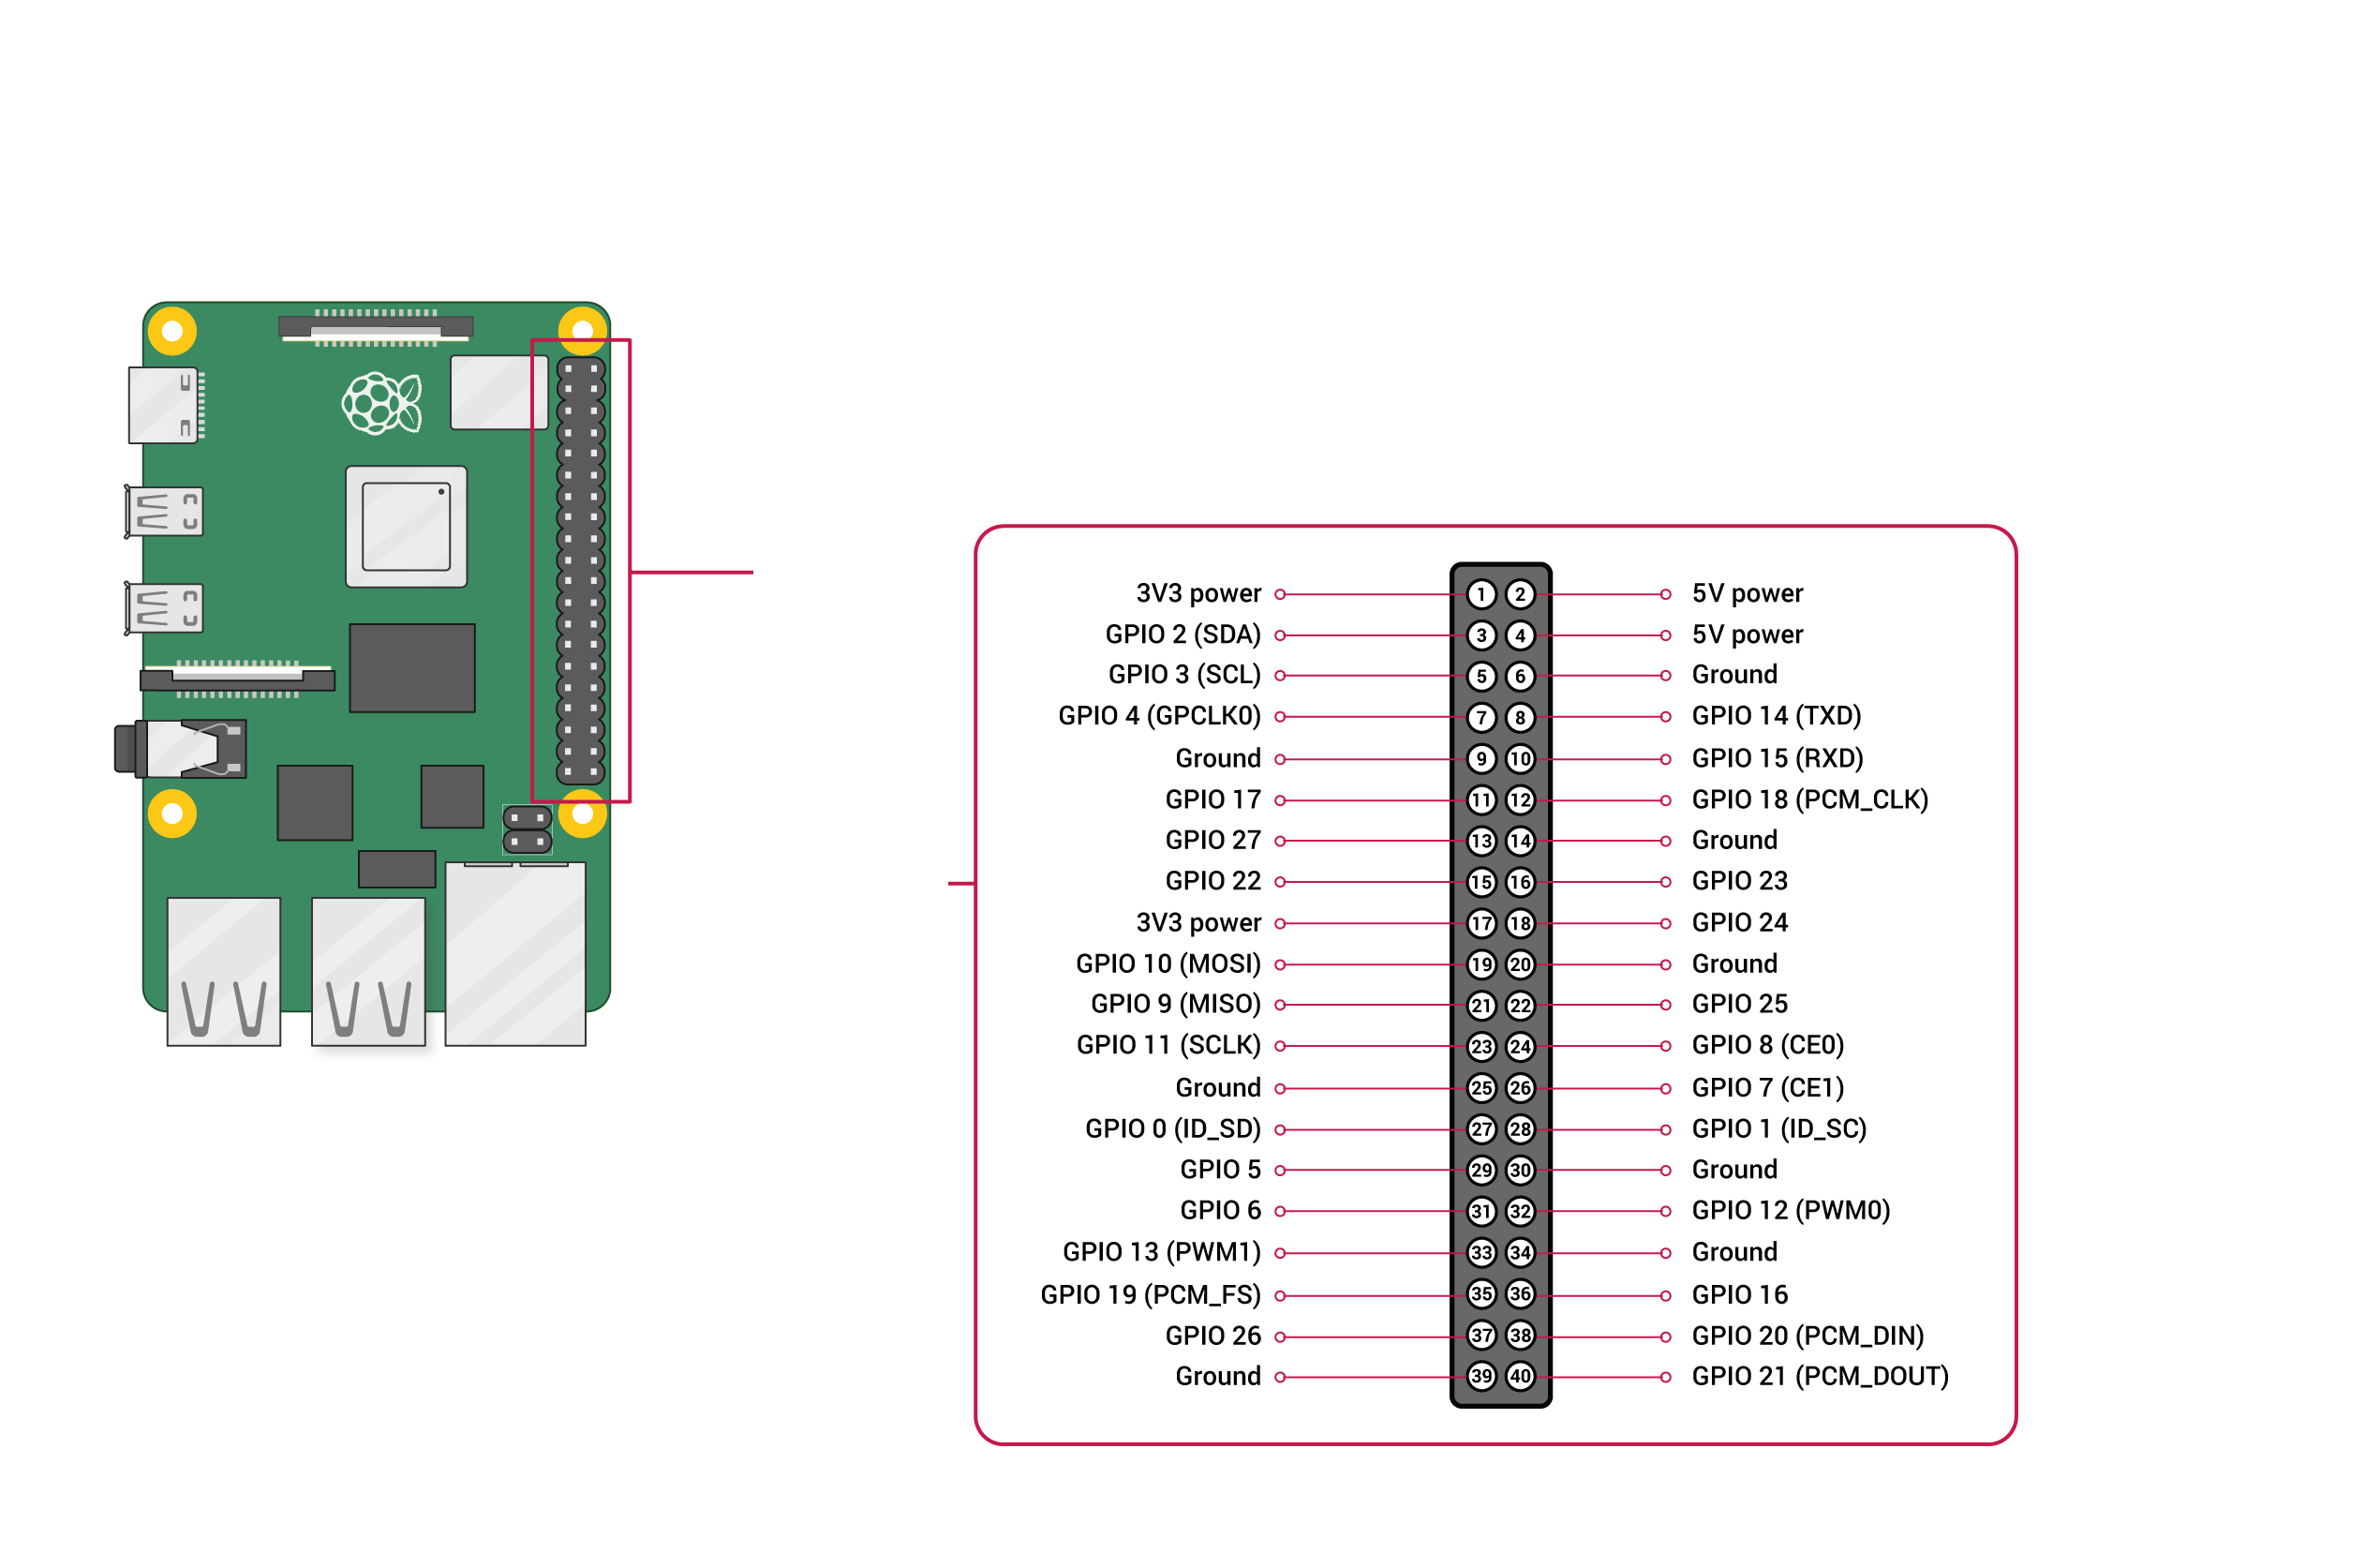 3V3 power 1 2 5V power
GPIO 2 (SDA) 3 4 5V power
GPIO 3 (SCL) 5 6 Ground
GPIO 4 (GPCLK0) 7 8 GPIO 14 (TXD)
Ground 9 10 GPIO 15 (RXD)
GPIO 17 11 12 GPIO 18 (PCM_CLK)
GPIO 27 13 14 Ground
GPIO 22 15 16 GPIO 23
3V3 power 17 18 GPIO 24
GPIO 10 (MOSI) 19 20 Ground
GPIO 9 (MISO) 21 22 GPIO 25
GPIO 11 (SCLK) 23 24 GPIO 8 (CE0)
Ground 25 26 GPIO 7 (CE1)
GPIO 0 (ID_SD) 27 28 GPIO 1 (ID_SC)
GPIO 5 29 30 Ground
GPIO 6 31 32 GPIO 12 (PWM0)
GPIO 13 (PWM1) 33 34 Ground
GPIO 19 (PCM_FS) 35 36 GPIO 16
GPIO 26 37 38 GPIO 20 (PCM_DIN)
Ground 39 40 GPIO 21 (PCM_DOUT)